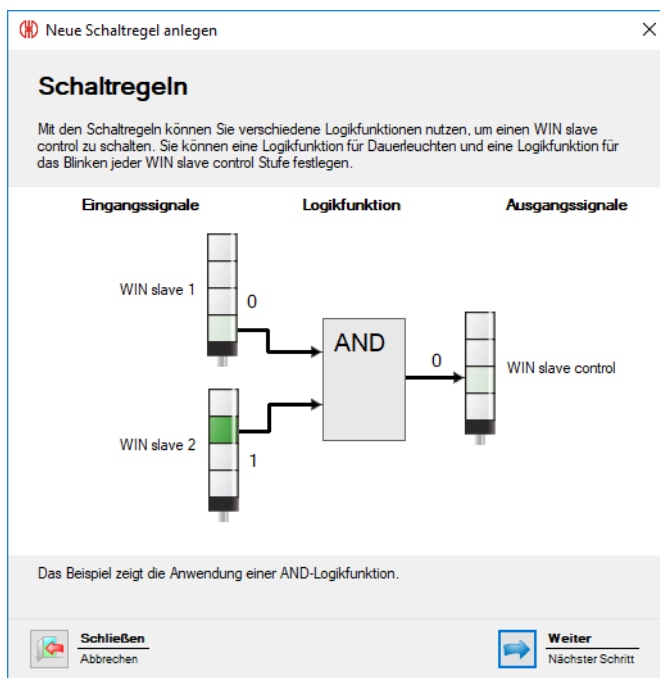 Neue Schaltregel anlegen
Schaltregeln
Mit den Schaltregeln können Sie verschiedene Logikfunktionen nutzen, um einen WIN slave
control zu schalten. Sie können eine Logikfunktion für Dauerleuchten und eine Logikfunktion für
das Blinken jeder WIN slave control Stufe festlegen.
Eingangssignale Logikfunktion Ausgangssignale
WIN slave 1
0
AND
0
WIN slave control
WIN slave 2
1
Das Beispiel zeigt die Anwendung einer AND-Logikfunktion.
Schließen
Abbrechen
Weiter
Nächster Schritt